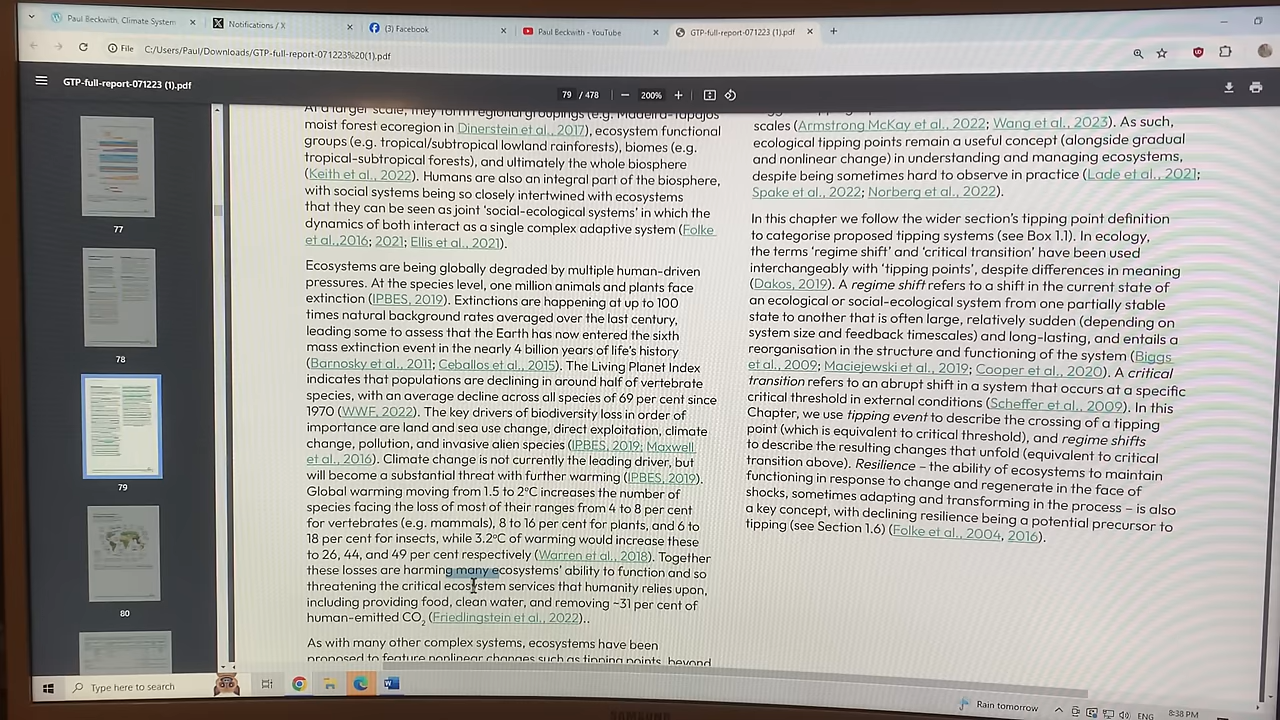 Paul Beckwith, Climate System
Notifications / X
(3) Facebook
Paul Beckwith - YouTube
GTP-full-report-071223 (1).pdf
File
C:/Users/Paul/Downloads/GTP-full-report-071223%20(1).pdf
GTP-full-report-071223 (1).pdf
79 / 478
200%
77
78
79
80
At a larger scale, they form regional groupings (e.g. Madeira-Tapajós
moist forest ecoregion in Dinerstein et al., 2017), ecosystem functional
groups (e.g. tropical/subtropical lowland rainforests), biomes (e.g.
tropical-subtropical forests), and ultimately the whole biosphere
(Keith et al., 2022). Humans are also an integral part of the biosphere,
with social systems being so closely intertwined with ecosystems
that they can be seen as joint ‘social-ecological systems’ in which the
dynamics of both interact as a single complex adaptive system (Folke
et al.,2016; 2021; Ellis et al., 2021).
Ecosystems are being globally degraded by multiple human-driven
pressures. At the species level, one million animals and plants face
extinction (IPBES, 2019). Extinctions are happening at up to 100
times natural background rates averaged over the last century,
leading some to assess that the Earth has now entered the sixth
mass extinction event in the nearly 4 billion years of life’s history
(Barnosky et al., 2011; Ceballos et al., 2015). The Living Planet Index
indicates that populations are declining in around half of vertebrate
species, with an average decline across all species of 69 per cent since
1970 (WWF, 2022). The key drivers of biodiversity loss in order of
importance are land and sea use change, direct exploitation, climate
change, pollution, and invasive alien species (IPBES, 2019; Maxwell
et al., 2016). Climate change is not currently the leading driver, but
will become a substantial threat with further warming (IPBES, 2019).
Global warming moving from 1.5 to 2°C increases the number of
species facing the loss of most of their ranges from 4 to 8 per cent
for vertebrates (e.g. mammals), 8 to 16 per cent for plants, and 6 to
18 per cent for insects, while 3.2°C of warming would increase these
to 26, 44, and 49 per cent respectively (Warren et al., 2018). Together
these losses are harming many ecosystems’ ability to function and so
threatening the critical ecosystem services that humanity relies upon,
including providing food, clean water, and removing ~31 per cent of
human-emitted CO₂ (Friedlingstein et al., 2022)..
As with many other complex systems, ecosystems have been
proposed to feature nonlinear changes such as tipping points, beyond
scales (Armstrong McKay et al., 2022; Wang et al., 2023). As such,
ecological tipping points remain a useful concept (alongside gradual
and nonlinear change) in understanding and managing ecosystems,
despite being sometimes hard to observe in practice (Lade et al., 2021;
Spake et al., 2022; Norberg et al., 2022).
In this chapter we follow the wider section’s tipping point definition
to categorise proposed tipping systems (see Box 1.1). In ecology,
the terms ‘regime shift’ and ‘critical transition’ have been used
interchangeably with ‘tipping points’, despite differences in meaning
(Dakos, 2019). A regime shift refers to a shift in the current state of
an ecological or social-ecological system from one partially stable
state to another that is often large, relatively sudden (depending on
system size and feedback timescales) and long-lasting, and entails a
reorganisation in the structure and functioning of the system (Biggs
et al., 2009; Maciejewski et al., 2019; Cooper et al., 2020). A critical
transition refers to an abrupt shift in a system that occurs at a specific
critical threshold in external conditions (Scheffer et al., 2009). In this
Chapter, we use tipping event to describe the crossing of a tipping
point (which is equivalent to critical threshold), and regime shifts
to describe the resulting changes that unfold (equivalent to critical
transition above). Resilience – the ability of ecosystems to maintain
functioning in response to change and regenerate in the face of
shocks, sometimes adapting and transforming in the process – is also
a key concept, with declining resilience being a potential precursor to
tipping (see Section 1.6) (Folke et al., 2004, 2016).
Type here to search
Rain tomorrow
ENG
8:38 PM
SAMSUNG